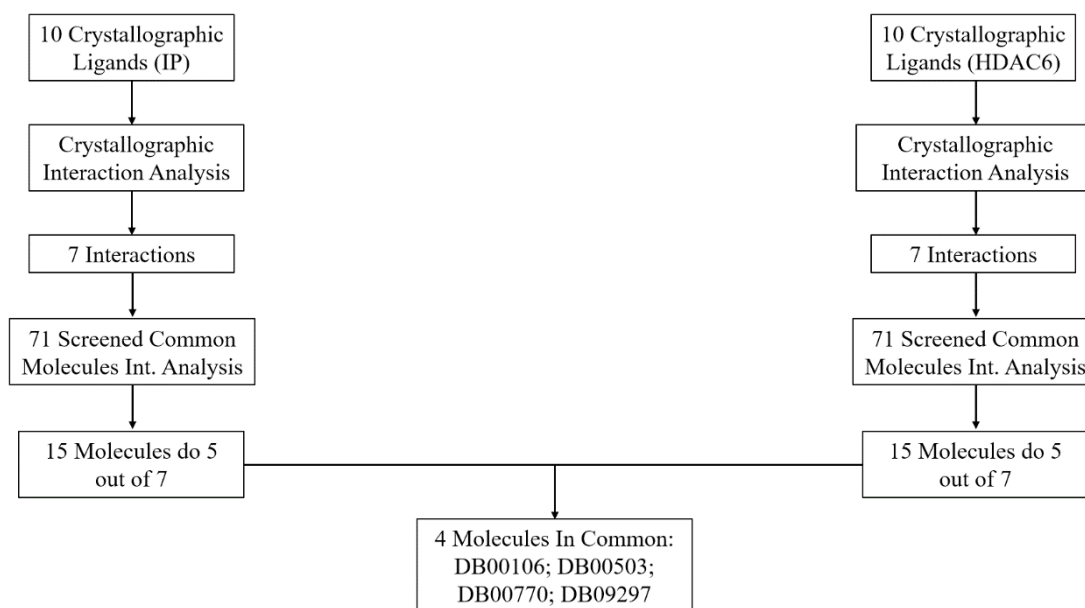 10 Crystallographic
Ligands (IP)
Crystallographic
Interaction Analysis
7 Interactions
71 Screened Common
Molecules Int. Analysis
15 Molecules do 5
out of 7
10 Crystallographic
Ligands (HDAC6)
Crystallographic
Interaction Analysis
7 Interactions
71 Screened Common
Molecules Int. Analysis
15 Molecules do 5
out of 7
4 Molecules In Common:
DB00106; DB00503;
DB00770; DB09297